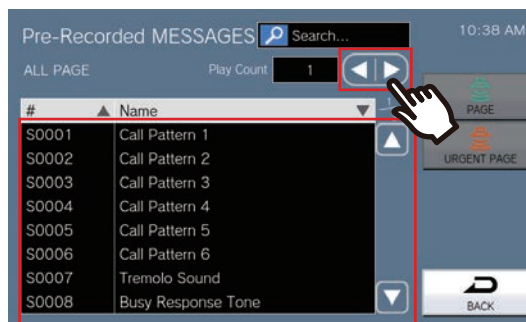 Pre-Recorded MESSAGES Search... 10:38 AM
ALL PAGE Play Count 1
# Name 1
PAGE
URGENT PAGE
S0001 Call Pattern 1
S0002 Call Pattern 2
S0003 Call Pattern 3
S0004 Call Pattern 4
S0005 Call Pattern 5
S0006 Call Pattern 6
S0007 Tremolo Sound
S0008 Busy Response Tone
BACK